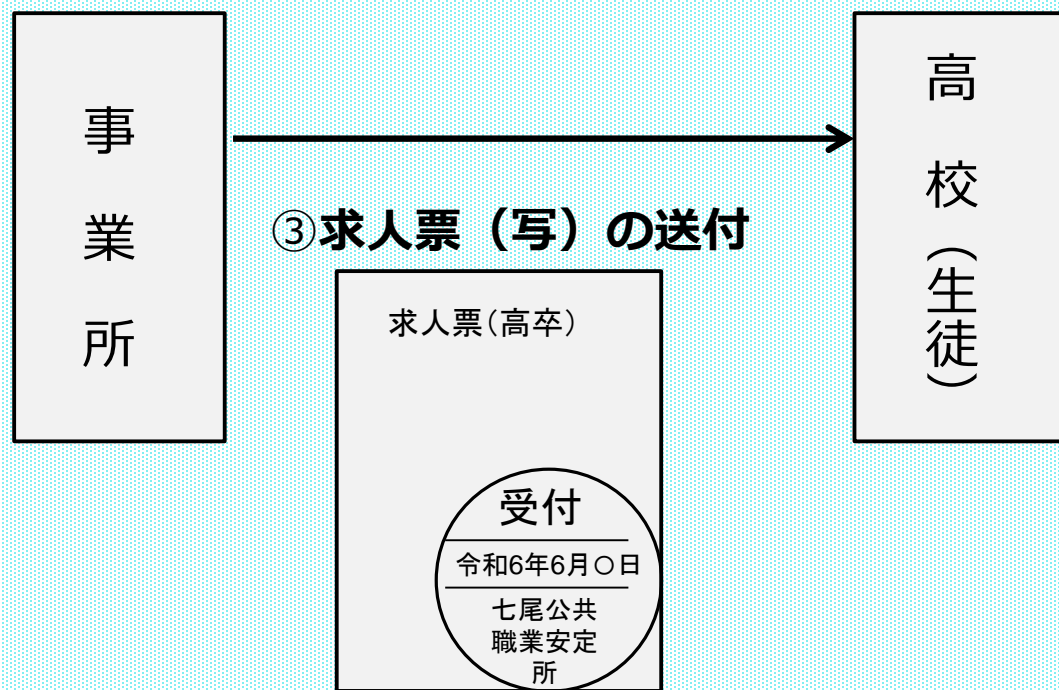 事業所
高校（生徒）
③求人票（写）の送付
求人票（高卒）
受付
令和6年6月〇日
七尾公共
職業安定
所